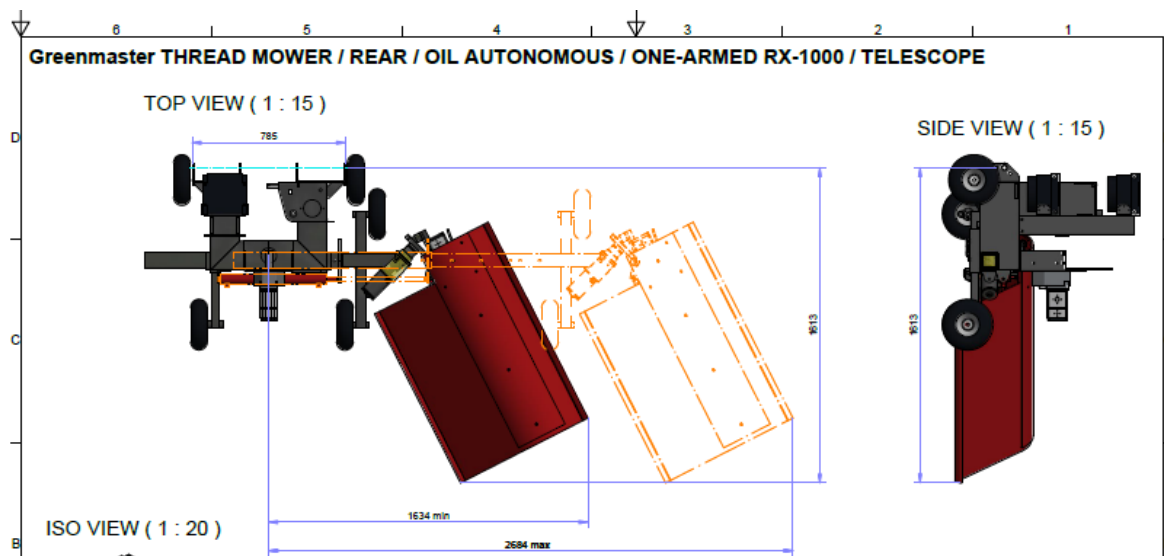 6 5 4 3 2 1
Greenmaster THREAD MOWER / REAR / OIL AUTONOMOUS / ONE-ARMED RX-1000 / TELESCOPE
TOP VIEW ( 1 : 15 )
SIDE VIEW ( 1 : 15 )
D
785
C
1613
1613
1634 min
ISO VIEW ( 1 : 20 )
2684 max
B